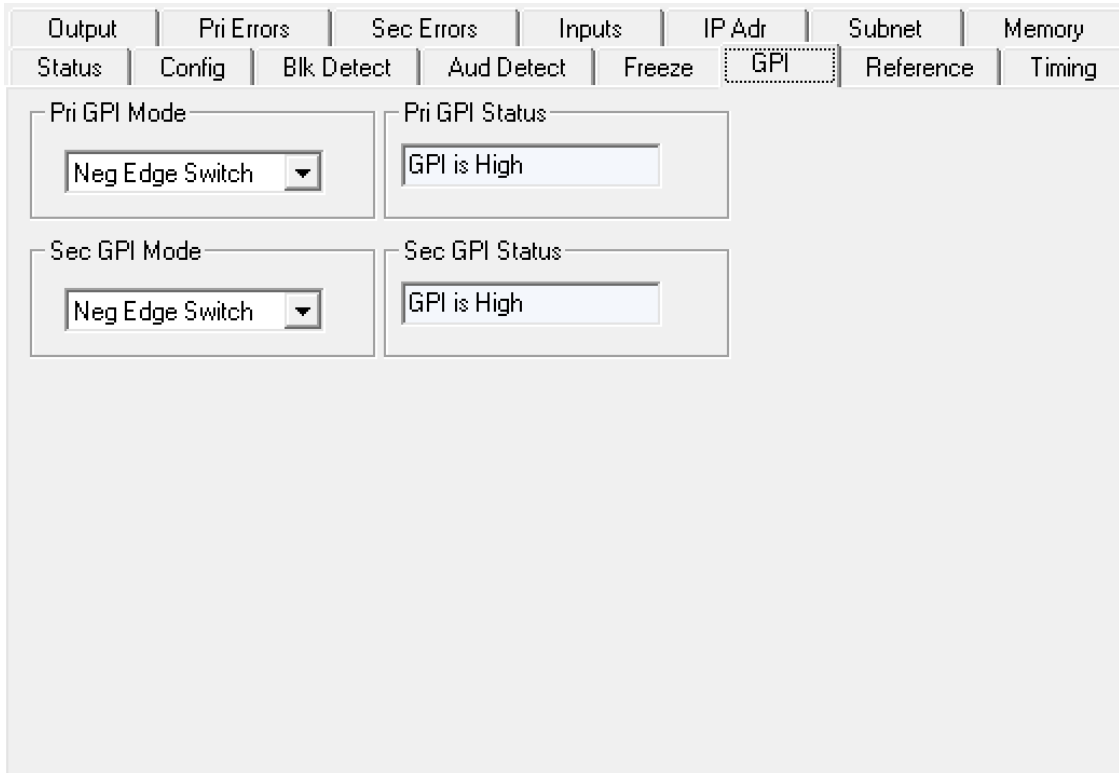 Output Pri Errors Sec Errors Inputs IP Adr Subnet Memory
Status Config Blk Detect Aud Detect Freeze GPI Reference Timing
Pri GPI Mode Pri GPI Status
Neg Edge Switch GPI is High
Sec GPI Mode Sec GPI Status
Neg Edge Switch GPI is High